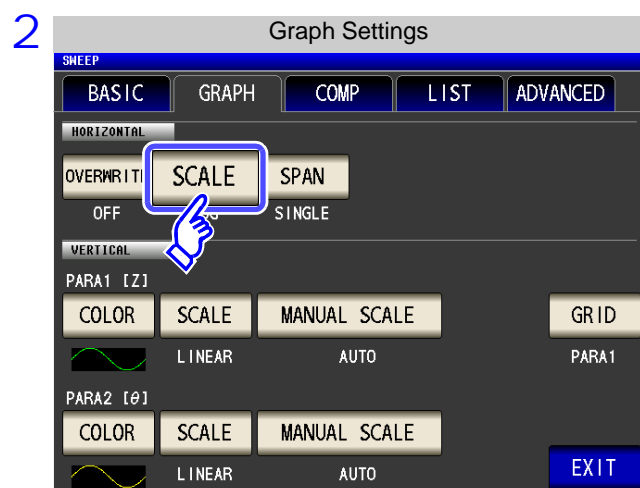 2
Graph Settings
SWEEP
BASIC GRAPH COMP LIST ADVANCED
HORIZONTAL
OVERWRIT SCALE SPAN
OFF SINGLE
VERTICAL
PARA1 [Z]
COLOR SCALE MANUAL SCALE GRID
LINEAR AUTO PARA1
PARA2 [θ]
COLOR SCALE MANUAL SCALE
LINEAR AUTO EXIT